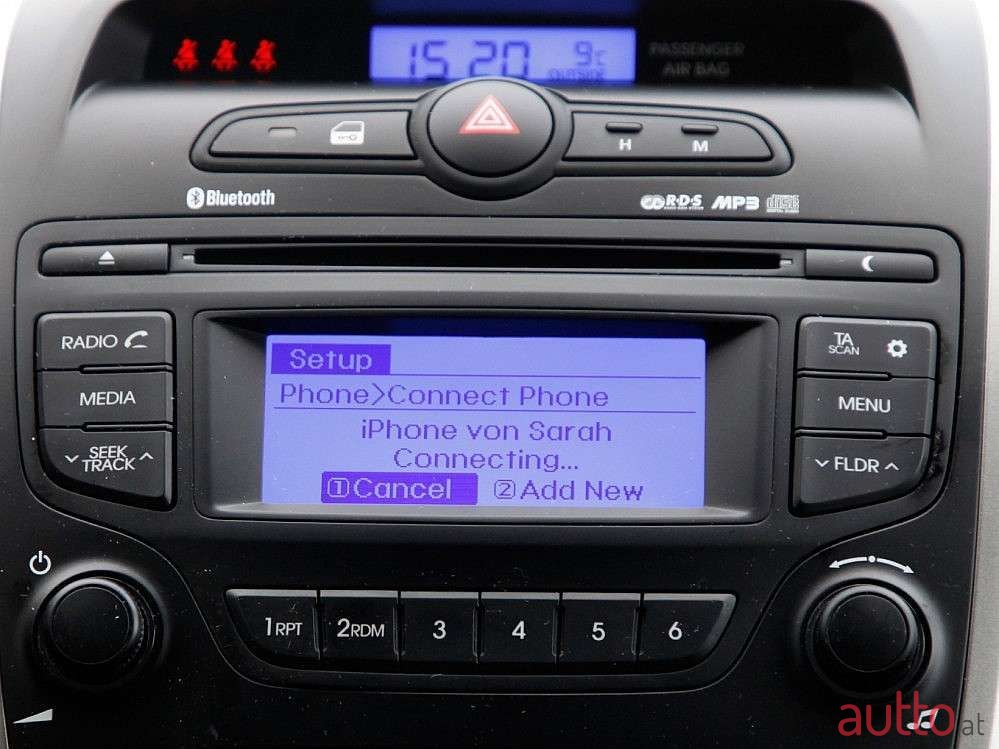 15:20 9°C
OUTSIDE
PASSENGER
AIR BAG
H M
Bluetooth
R·D·S MP3
RADIO
MEDIA
SEEK
TRACK
Setup
Phone>Connect Phone
iPhone von Sarah
Connecting...
①Cancel ②Add New
TA
SCAN
MENU
FLDR
1RPT 2RDM 3 4 5 6
autto.at